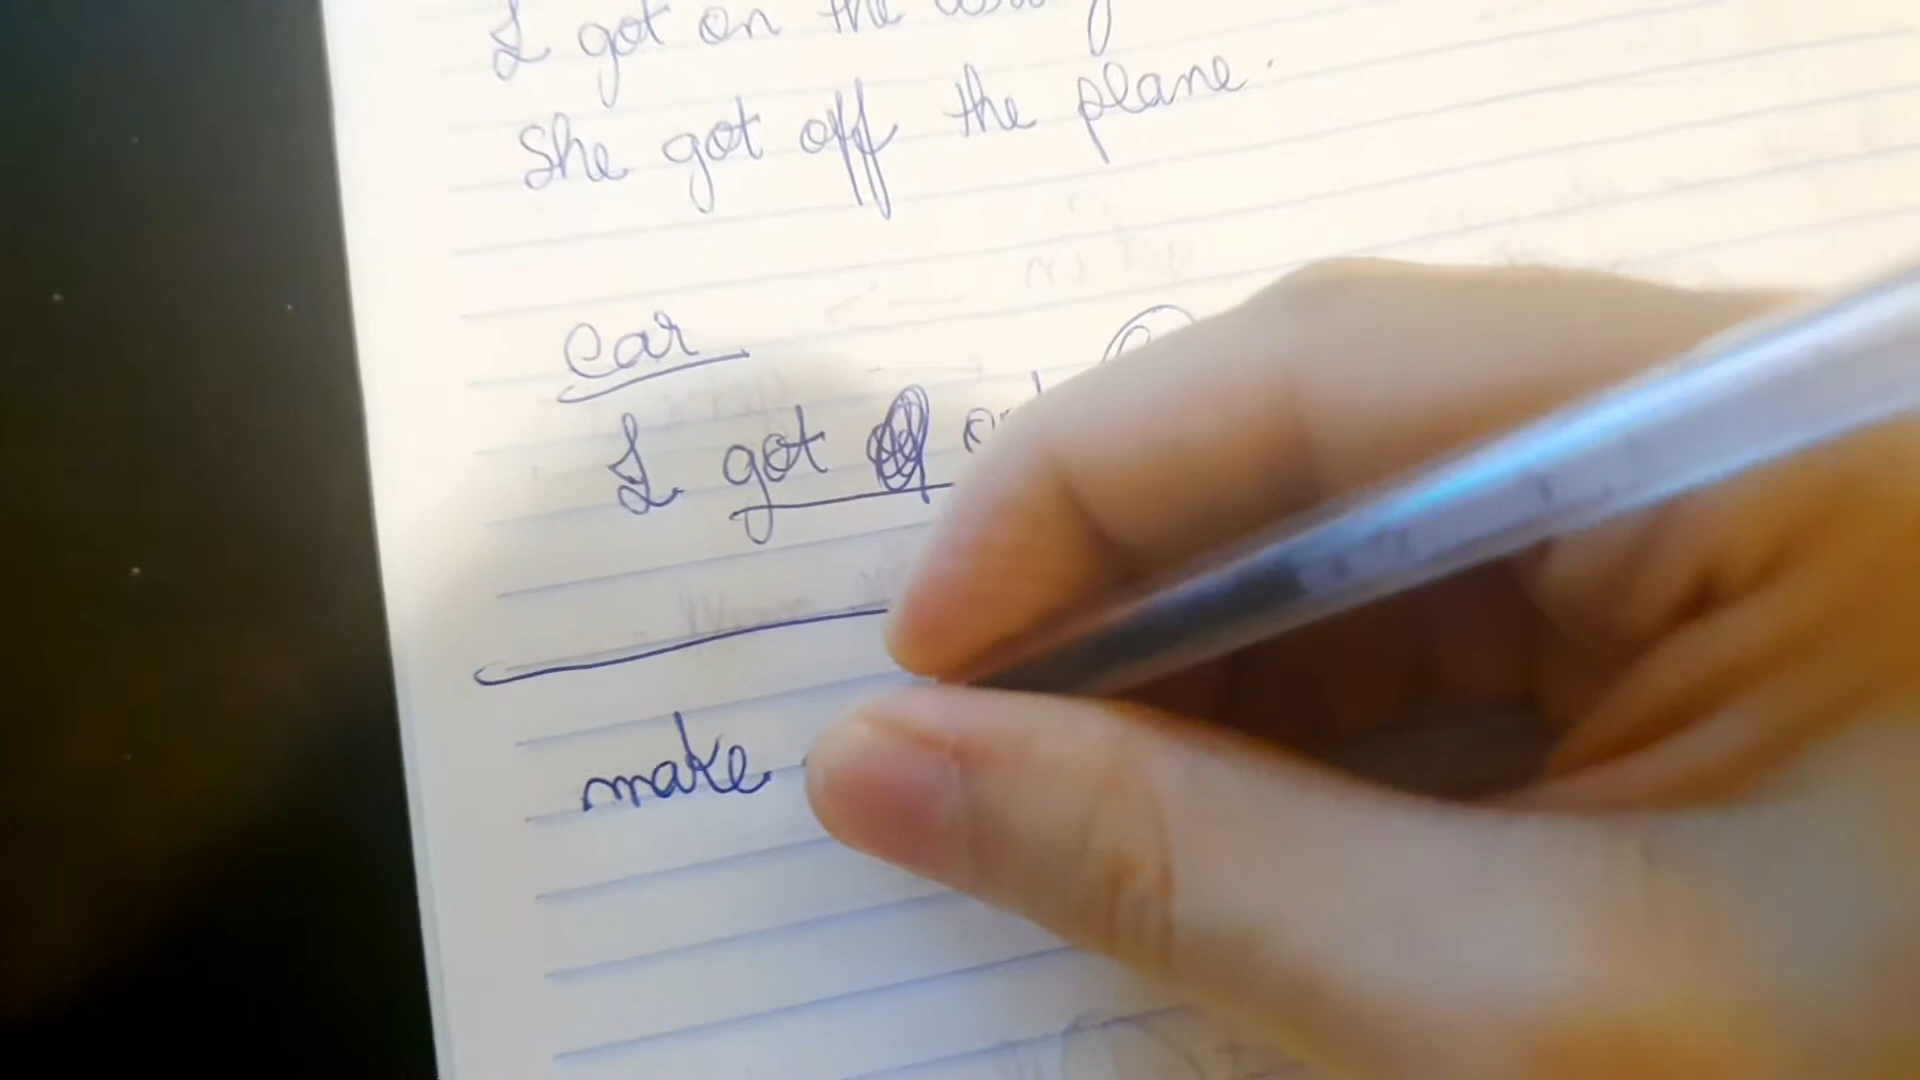 I got on the
She got off the plane.
Car
I got
make